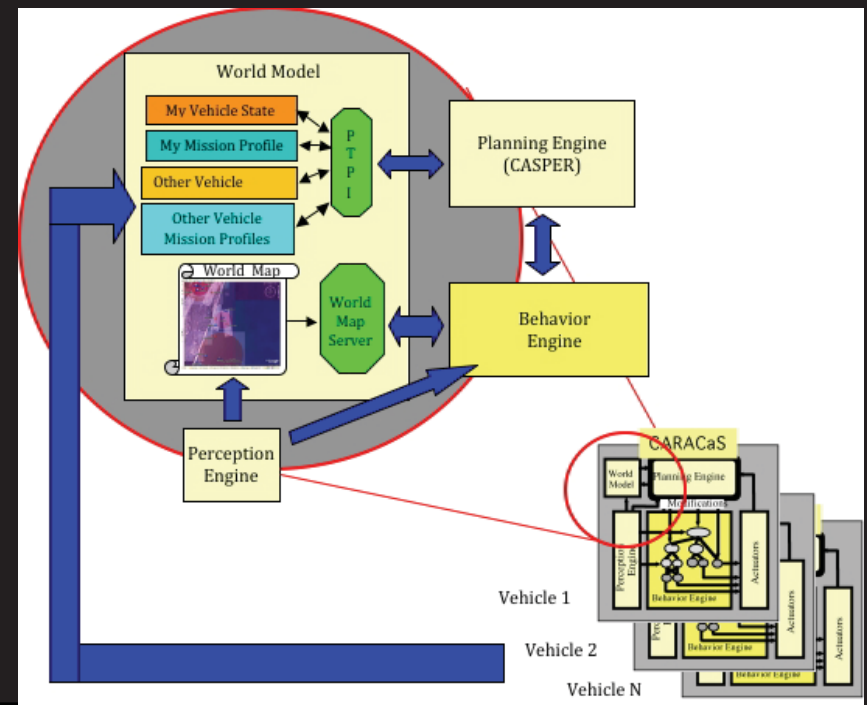 World Model
My Vehicle State
My Mission Profile
Other Vehicle
Other Vehicle
Mission Profiles
P
T
P
I
World Map
World
Map
Server
Planning Engine
(CASPER)
Behavior
Engine
Perception
Engine
CARACaS
World
Model
Planning Engine
Modifications
Perception
Engine
Behavior Engine
Actuators
Vehicle 1
Actuators
Behavior Engine
Vehicle 2
Actuators
Behavior Engine
Vehicle N